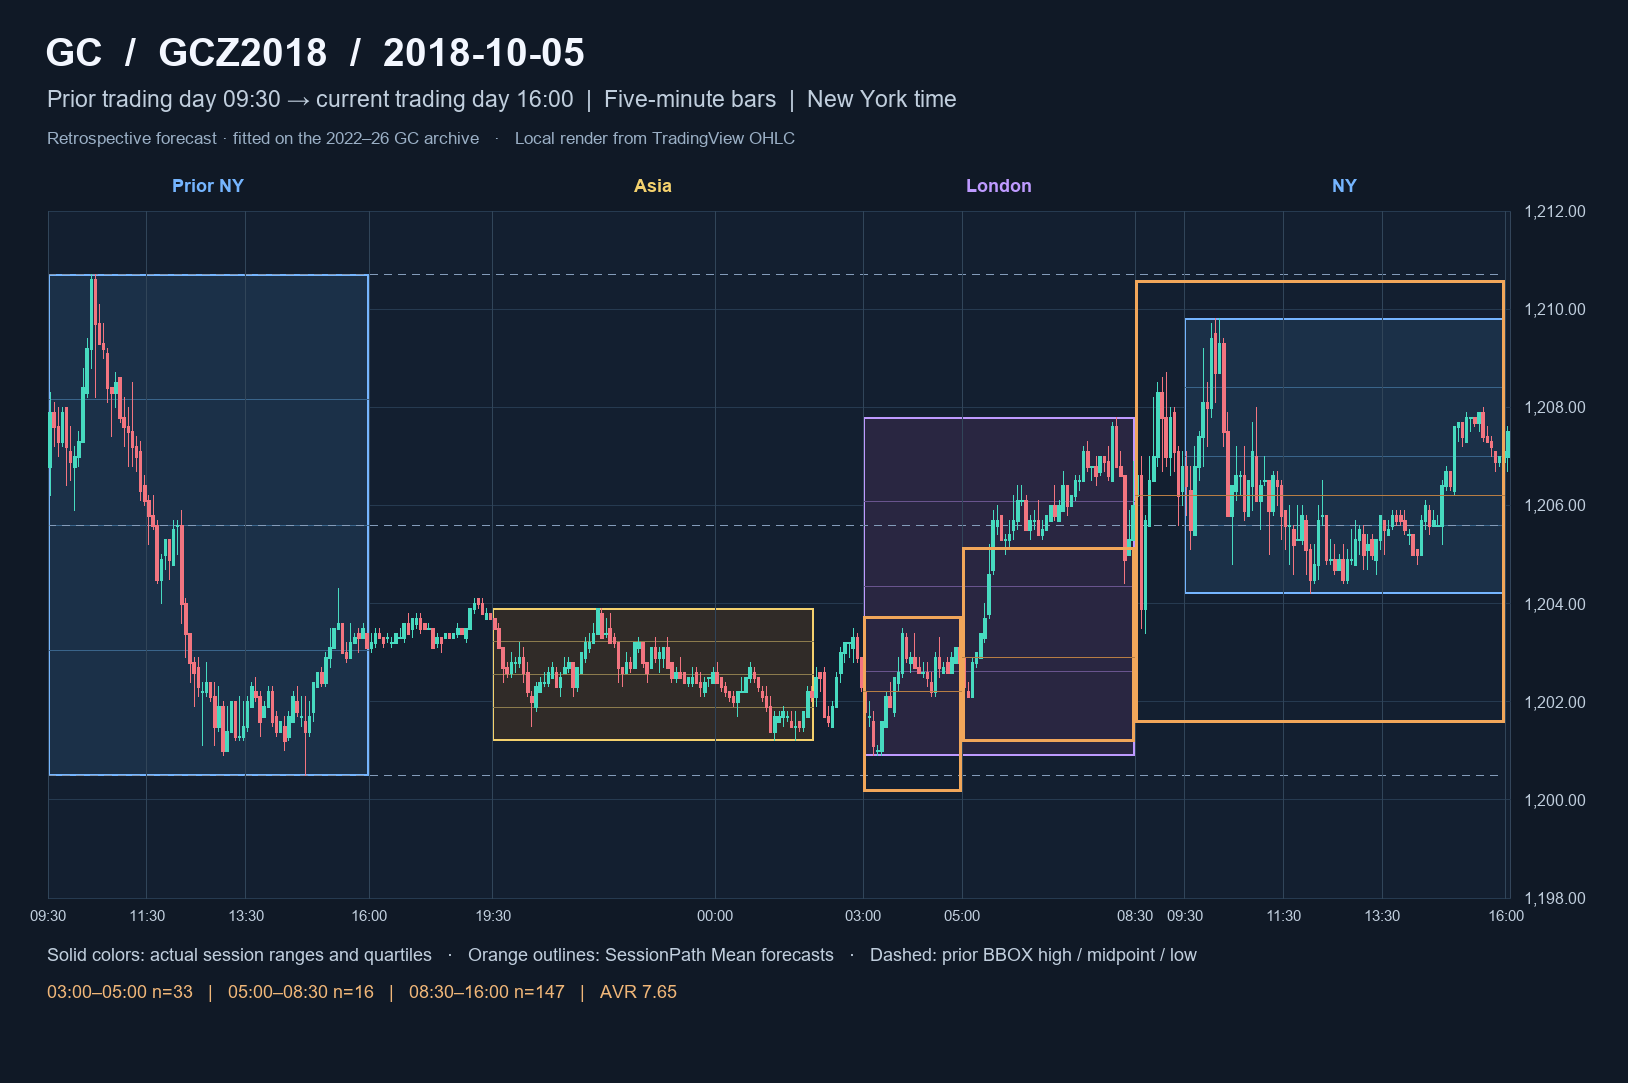 GC / GCZ2018 / 2018-10-05
Prior trading day 09:30 → current trading day 16:00 | Five-minute bars | New York time
Retrospective forecast · fitted on the 2022–26 GC archive · Local render from TradingView OHLC
Prior NY Asia London NY
1,212.00
1,210.00
1,208.00
1,206.00
1,204.00
1,202.00
1,200.00
1,198.00
09:30 11:30 13:30 16:00 19:30 00:00 03:00 05:00 08:30 09:30 11:30 13:30 16:00
Solid colors: actual session ranges and quartiles · Orange outlines: SessionPath Mean forecasts · Dashed: prior BBOX high / midpoint / low
03:00–05:00 n=33 | 05:00–08:30 n=16 | 08:30–16:00 n=147 | AVR 7.65